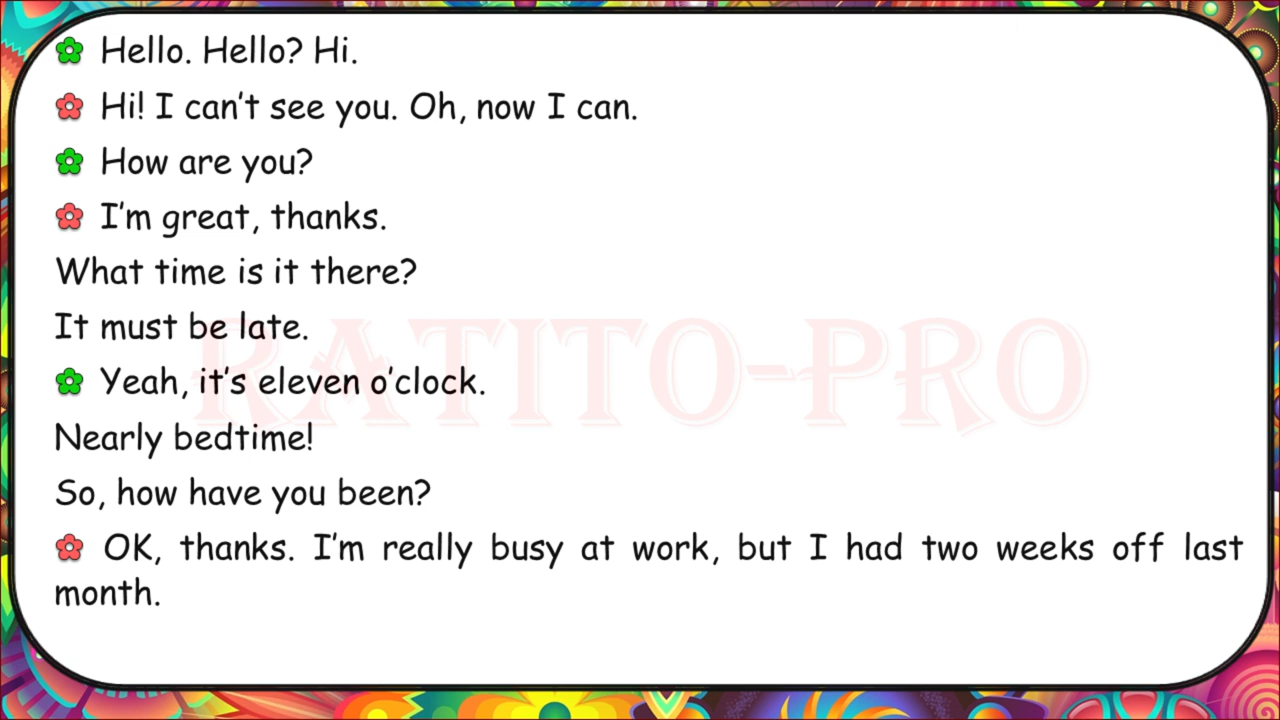 Hello. Hello? Hi.
Hi! I can't see you. Oh, now I can.
How are you?
I'm great, thanks.
What time is it there?
It must be late.
RATITO-PRO
Yeah, it's eleven o'clock.
Nearly bedtime!
So, how have you been?
OK, thanks. I'm really busy at work, but I had two weeks off last
month.